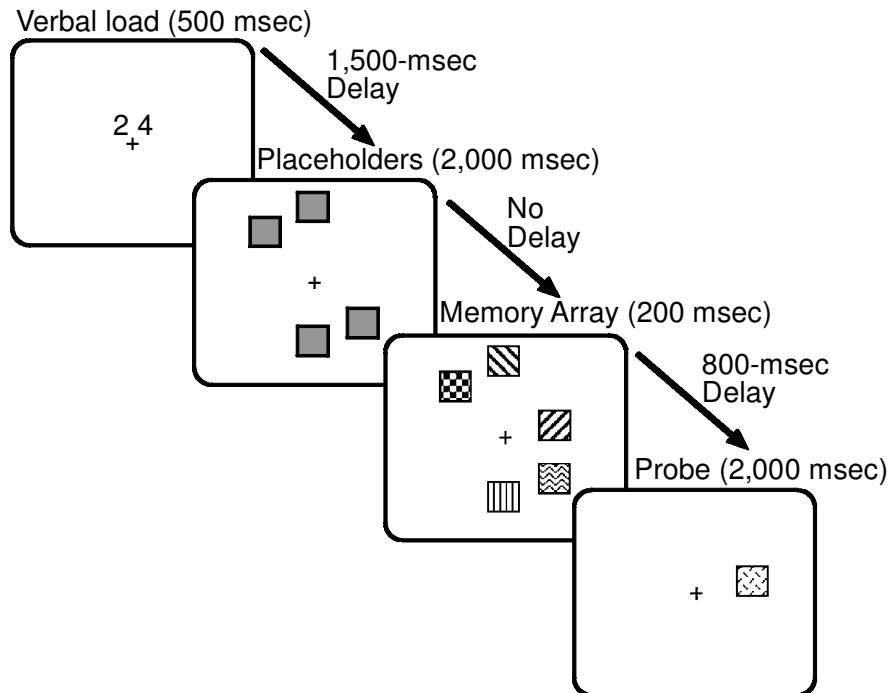 Verbal load (500 msec)
1,500-msec
Delay
2 4
+
Placeholders (2,000 msec)
No
Delay
+
Memory Array (200 msec)
800-msec
Delay
+
Probe (2,000 msec)
+